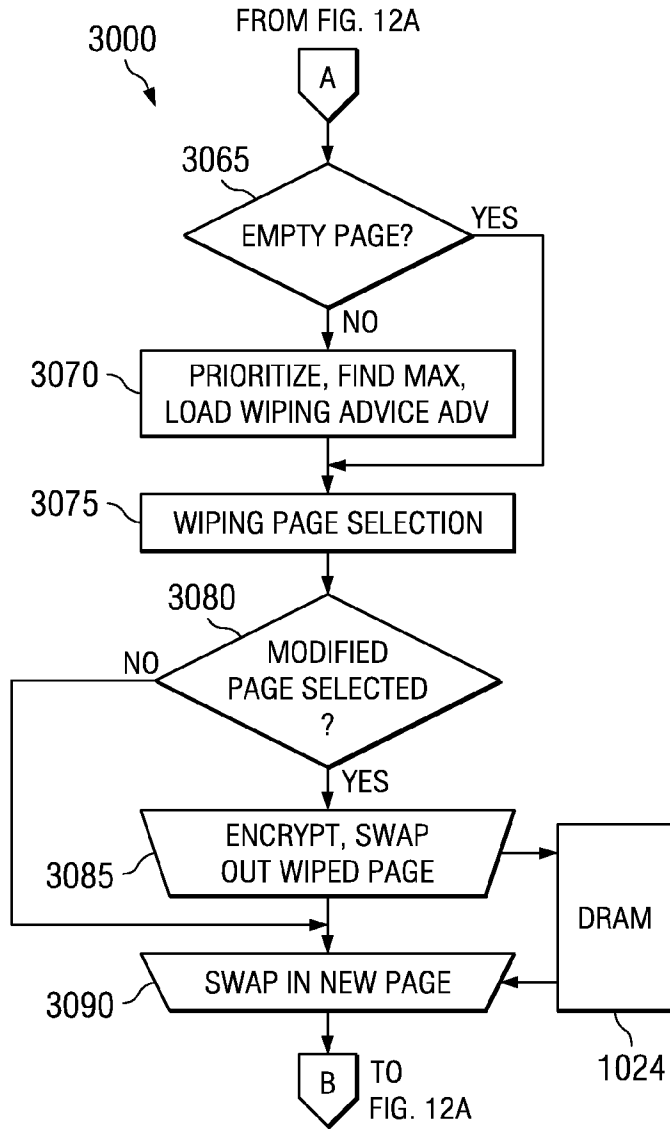 FROM FIG. 12A
3000
A
3065
EMPTY PAGE?
YES
NO
3070
PRIORITIZE, FIND MAX,
LOAD WIPING ADVICE ADV
3075
WIPING PAGE SELECTION
3080
NO
MODIFIED
PAGE SELECTED
?
YES
3085
ENCRYPT, SWAP
OUT WIPED PAGE
DRAM
3090
SWAP IN NEW PAGE
1024
B
TO
FIG. 12A